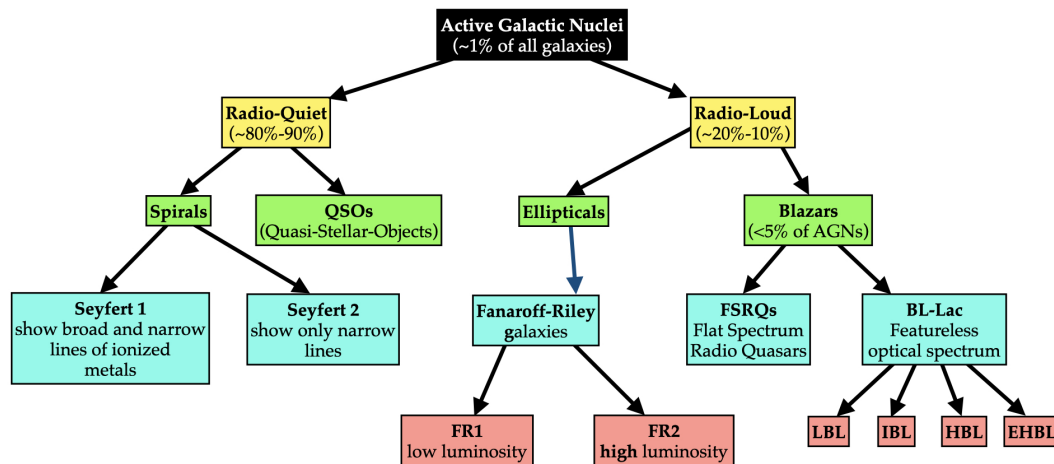 Active Galactic Nuclei
(~1% of all galaxies)
Radio-Quiet
(~80%-90%)
Radio-Loud
(~20%-10%)
Spirals
QSOs
(Quasi-Stellar-Objects)
Ellipticals
Blazars
(<5% of AGNs)
Seyfert 1
show broad and narrow
lines of ionized
metals
Seyfert 2
show only narrow
lines
Fanaroff-Riley
galaxies
FSRQs
Flat Spectrum
Radio Quasars
BL-Lac
Featureless
optical spectrum
FR1
low luminosity
FR2
high luminosity
LBL
IBL
HBL
EHBL